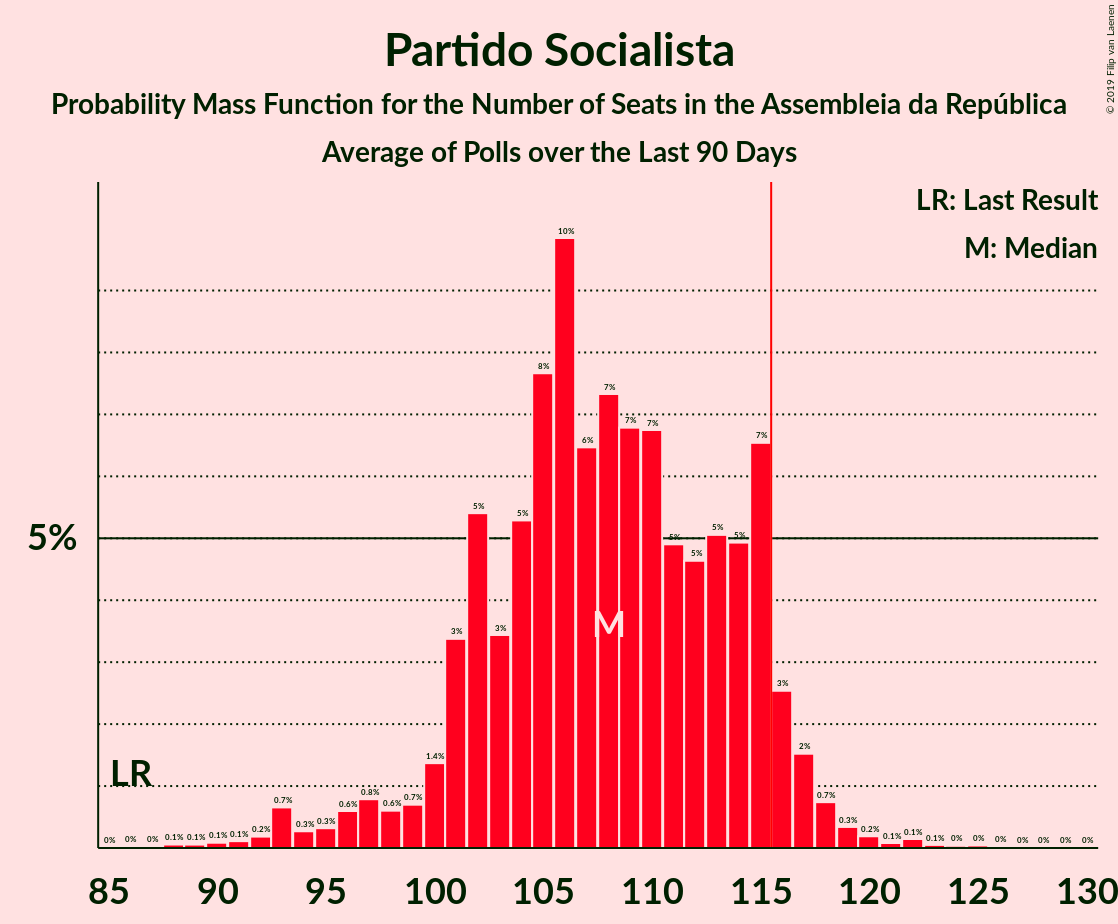 Partido Socialista
Probability Mass Function for the Number of Seats in the Assembleia da República
Average of Polls over the Last 90 Days
© 2019 Filip van Laenen
LR: Last Result
M: Median
5%
LR
M
0% 0% 0% 0.1% 0.1% 0.1% 0.1% 0.2% 0.7% 0.3% 0.3% 0.6% 0.8% 0.6% 0.7% 1.4% 3% 5% 3% 5% 8% 10% 6% 7% 7% 7% 5% 5% 5% 5% 7% 3% 2% 0.7% 0.3% 0.2% 0.1% 0.1% 0.1% 0% 0% 0% 0% 0% 0% 0%
85 90 95 100 105 110 115 120 125 130